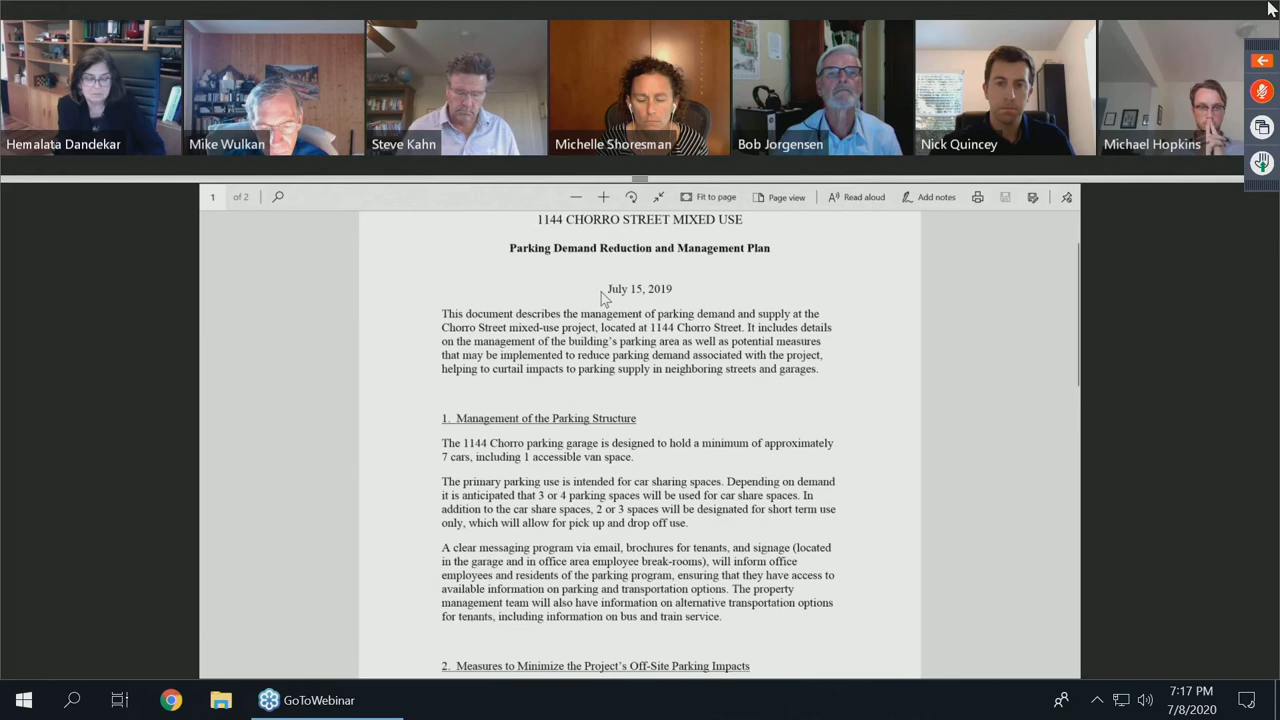 Hemalata Dandekar
Mike Wulkan
Steve Kahn
Michelle Shoresman
Bob Jorgensen
Nick Quincey
Michael Hopkins
1 of 2
Fit to page
Page view
Read aloud
Add notes
1144 CHORRO STREET MIXED USE
Parking Demand Reduction and Management Plan
July 15, 2019
This document describes the management of parking demand and supply at the
Chorro Street mixed-use project, located at 1144 Chorro Street. It includes details
on the management of the building's parking area as well as potential measures
that may be implemented to reduce parking demand associated with the project,
helping to curtail impacts to parking supply in neighboring streets and garages.
1. Management of the Parking Structure
The 1144 Chorro parking garage is designed to hold a minimum of approximately
7 cars, including 1 accessible van space.
The primary parking use is intended for car sharing spaces. Depending on demand
it is anticipated that 3 or 4 parking spaces will be used for car share spaces. In
addition to the car share spaces, 2 or 3 spaces will be designated for short term use
only, which will allow for pick up and drop off use.
A clear messaging program via email, brochures for tenants, and signage (located
in the garage and in office area employee break-rooms), will inform office
employees and residents of the parking program, ensuring that they have access to
available information on parking and transportation options. The property
management team will also have information on alternative transportation options
for tenants, including information on bus and train service.
2. Measures to Minimize the Project's Off-Site Parking Impacts
GoToWebinar
7:17 PM
7/8/2020